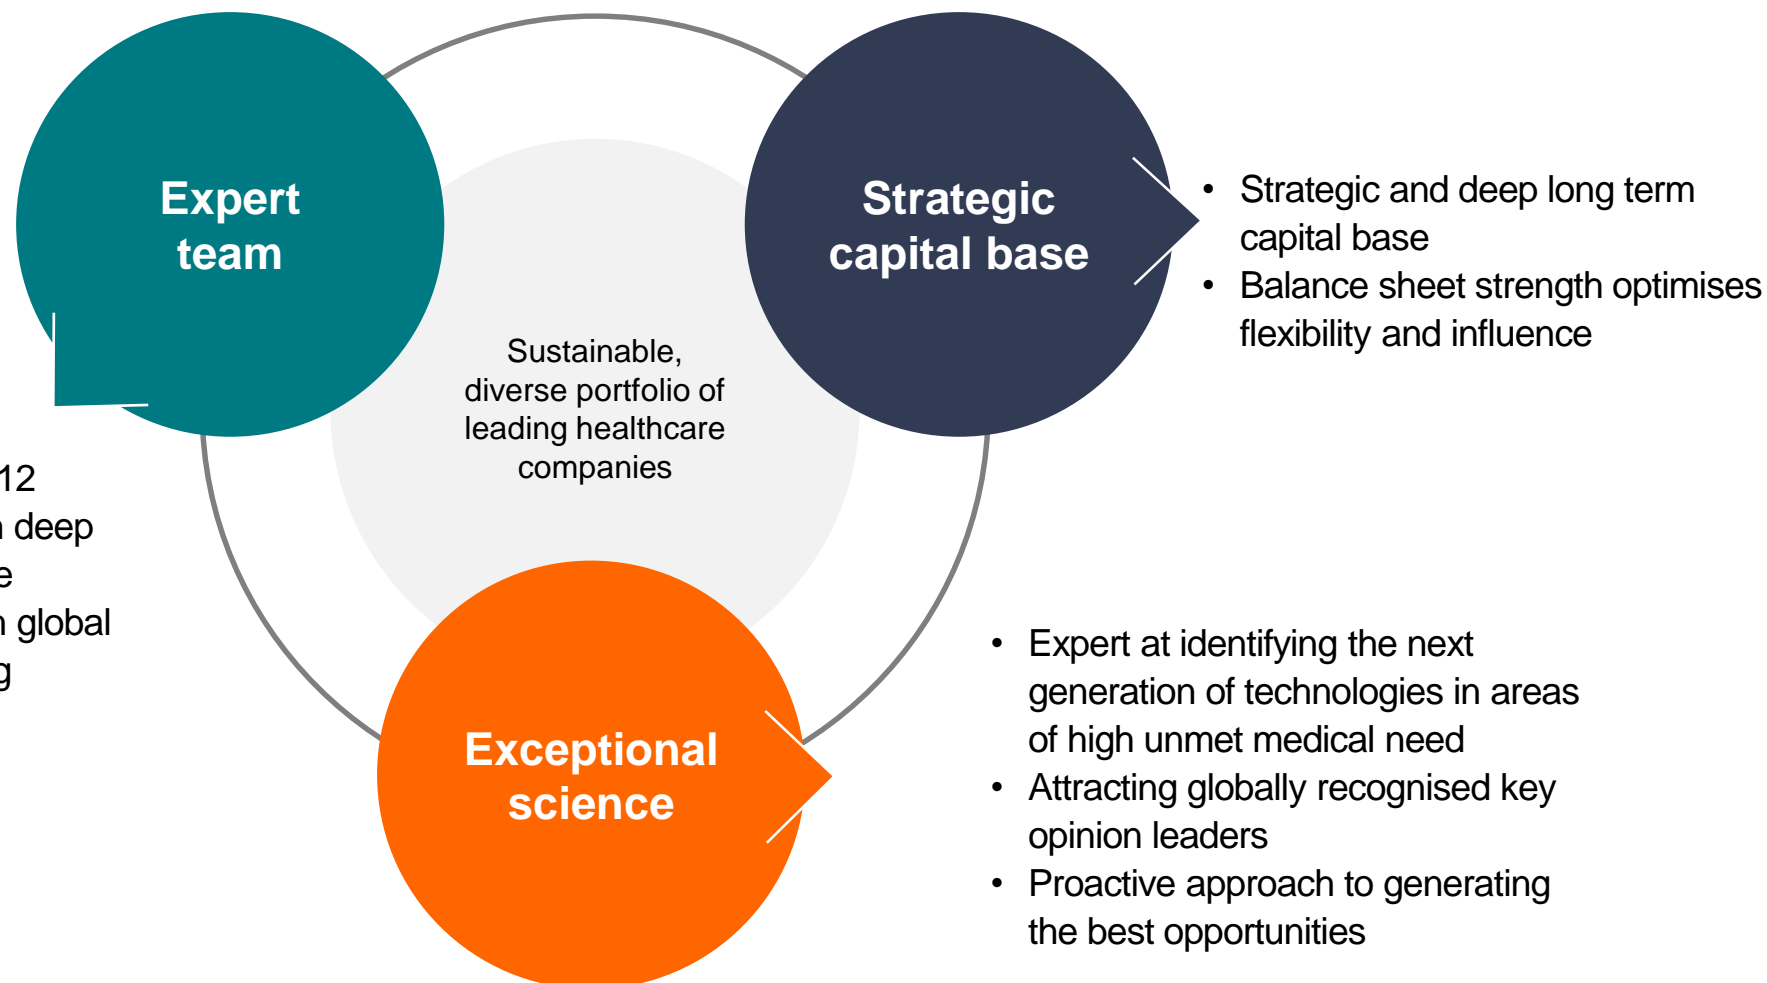 Expert
team
Strategic
capital base
• Strategic and deep long term
capital base
• Balance sheet strength optimises
flexibility and influence
Sustainable,
diverse portfolio of
leading healthcare
companies
12
deep
global
Exceptional
science
• Expert at identifying the next
generation of technologies in areas
of high unmet medical need
• Attracting globally recognised key
opinion leaders
• Proactive approach to generating
the best opportunities